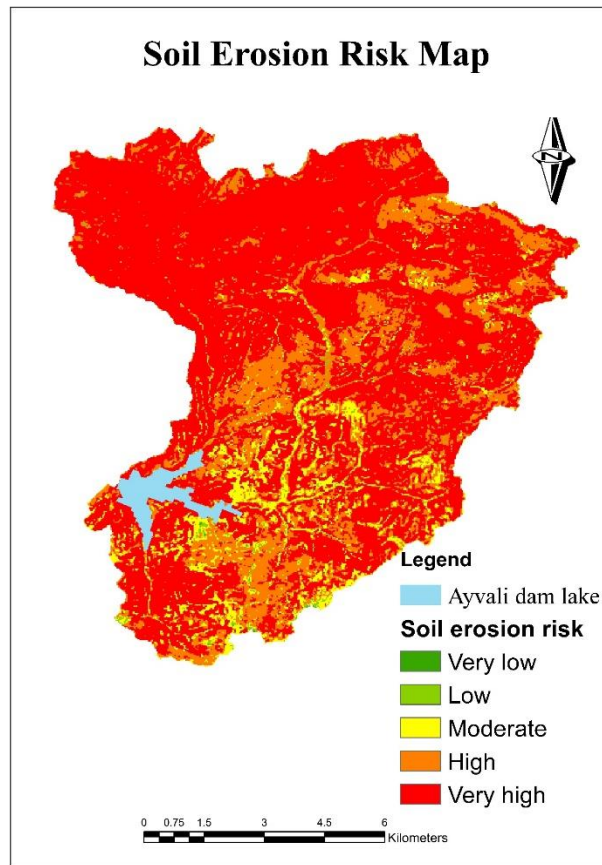 Soil Erosion Risk Map
N
Legend
Ayvali dam lake
Soil erosion risk
Very low
Low
Moderate
High
Very high
0 0.75 1.5 3 4.5 6
Kilometers